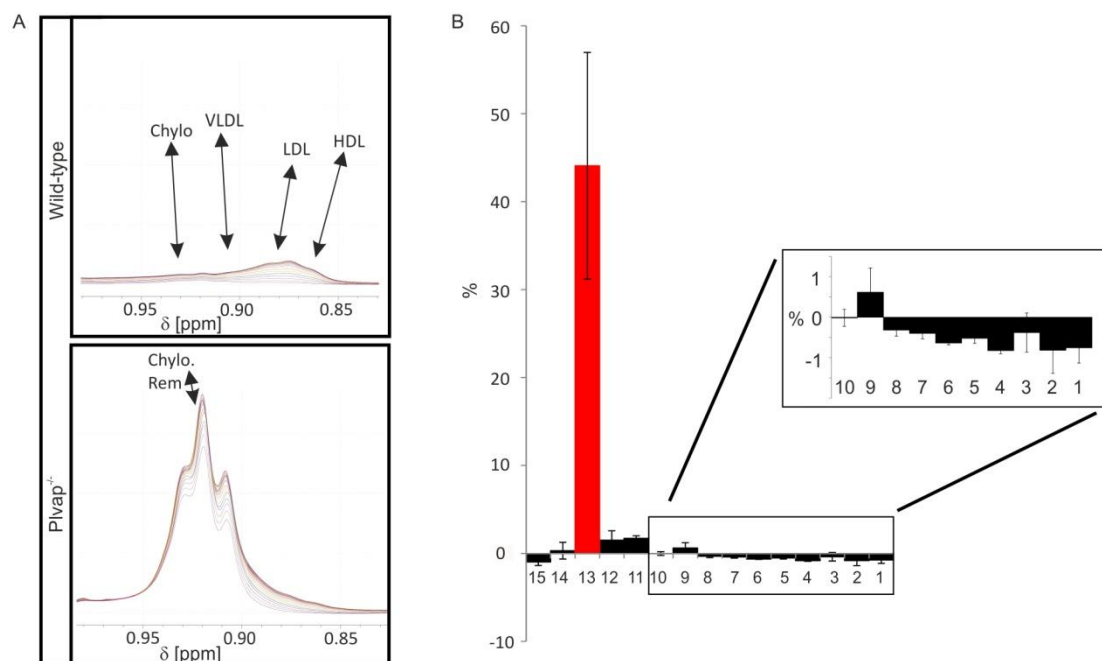 A
Wild-type
Chylo
VLDL
LDL
HDL
0.95
0.90
0.85
δ [ppm]
Plvap-/-
Chylo.
Rem
0.95
0.90
0.85
δ [ppm]
B
%
60
50
40
30
20
10
0
-10
15 14 13 12 11 10 9 8 7 6 5 4 3 2 1
%
1
0
-1
10 9 8 7 6 5 4 3 2 1